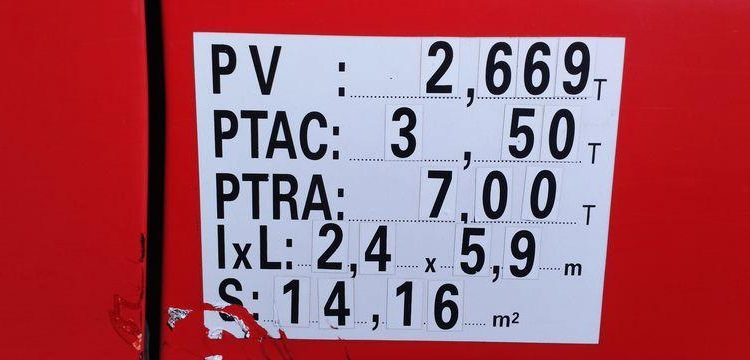 PV : 2,669 T
PTAC: 3,50 T
PTRA: 7,00 T
IxL: 2,4 x 5,9 m
S: 14,16 m²